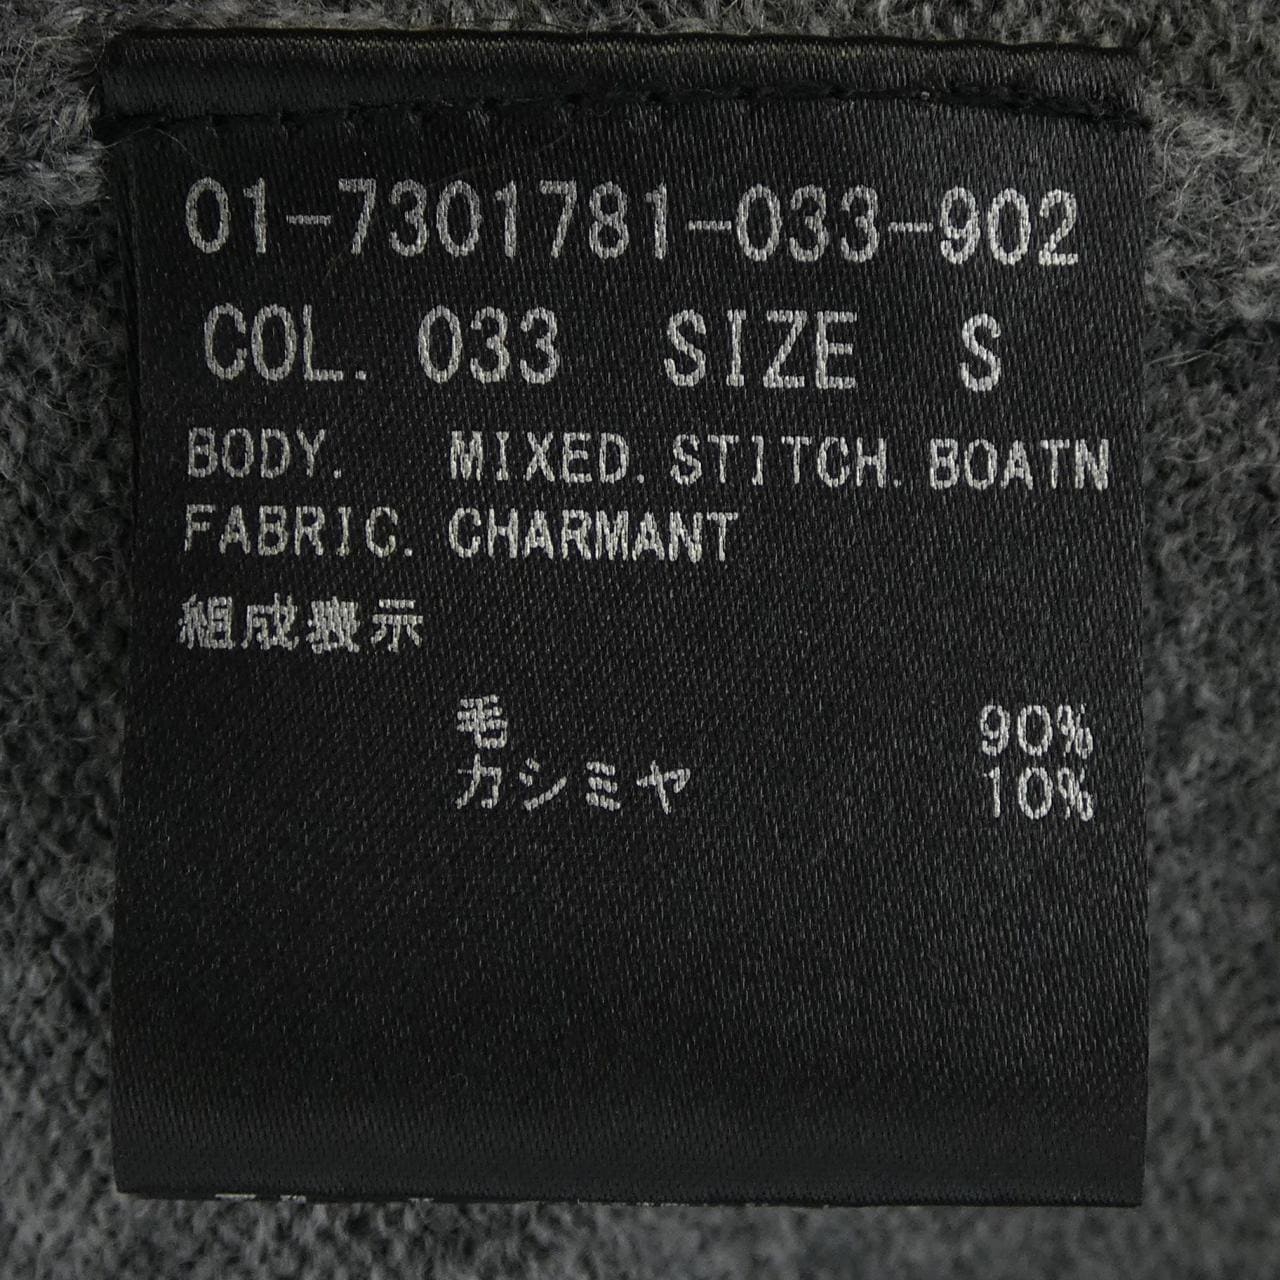 01-7301781-033-902
COL. 033 SIZE S
BODY. MIXED.STITCH.BOATN
FABRIC. CHARMANT
組成表示
毛 90%
カシミヤ 10%